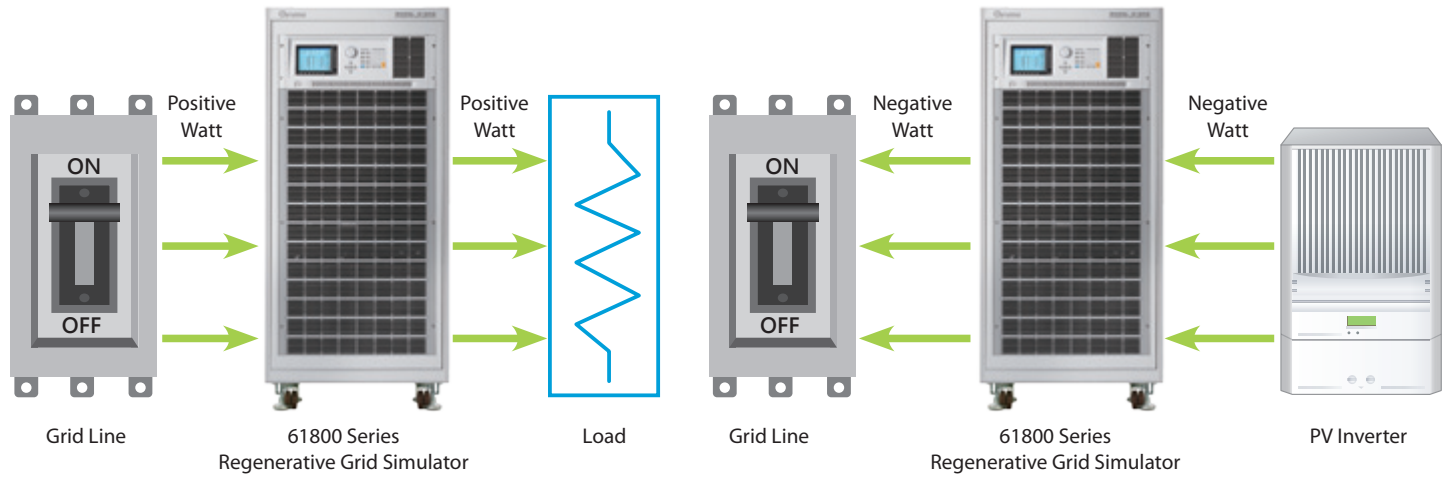 Positive
Watt
Positive
Watt
Negative
Watt
Negative
Watt
ON
OFF
ON
OFF
Grid Line
61800 Series
Regenerative Grid Simulator
Load
Grid Line
61800 Series
Regenerative Grid Simulator
PV Inverter